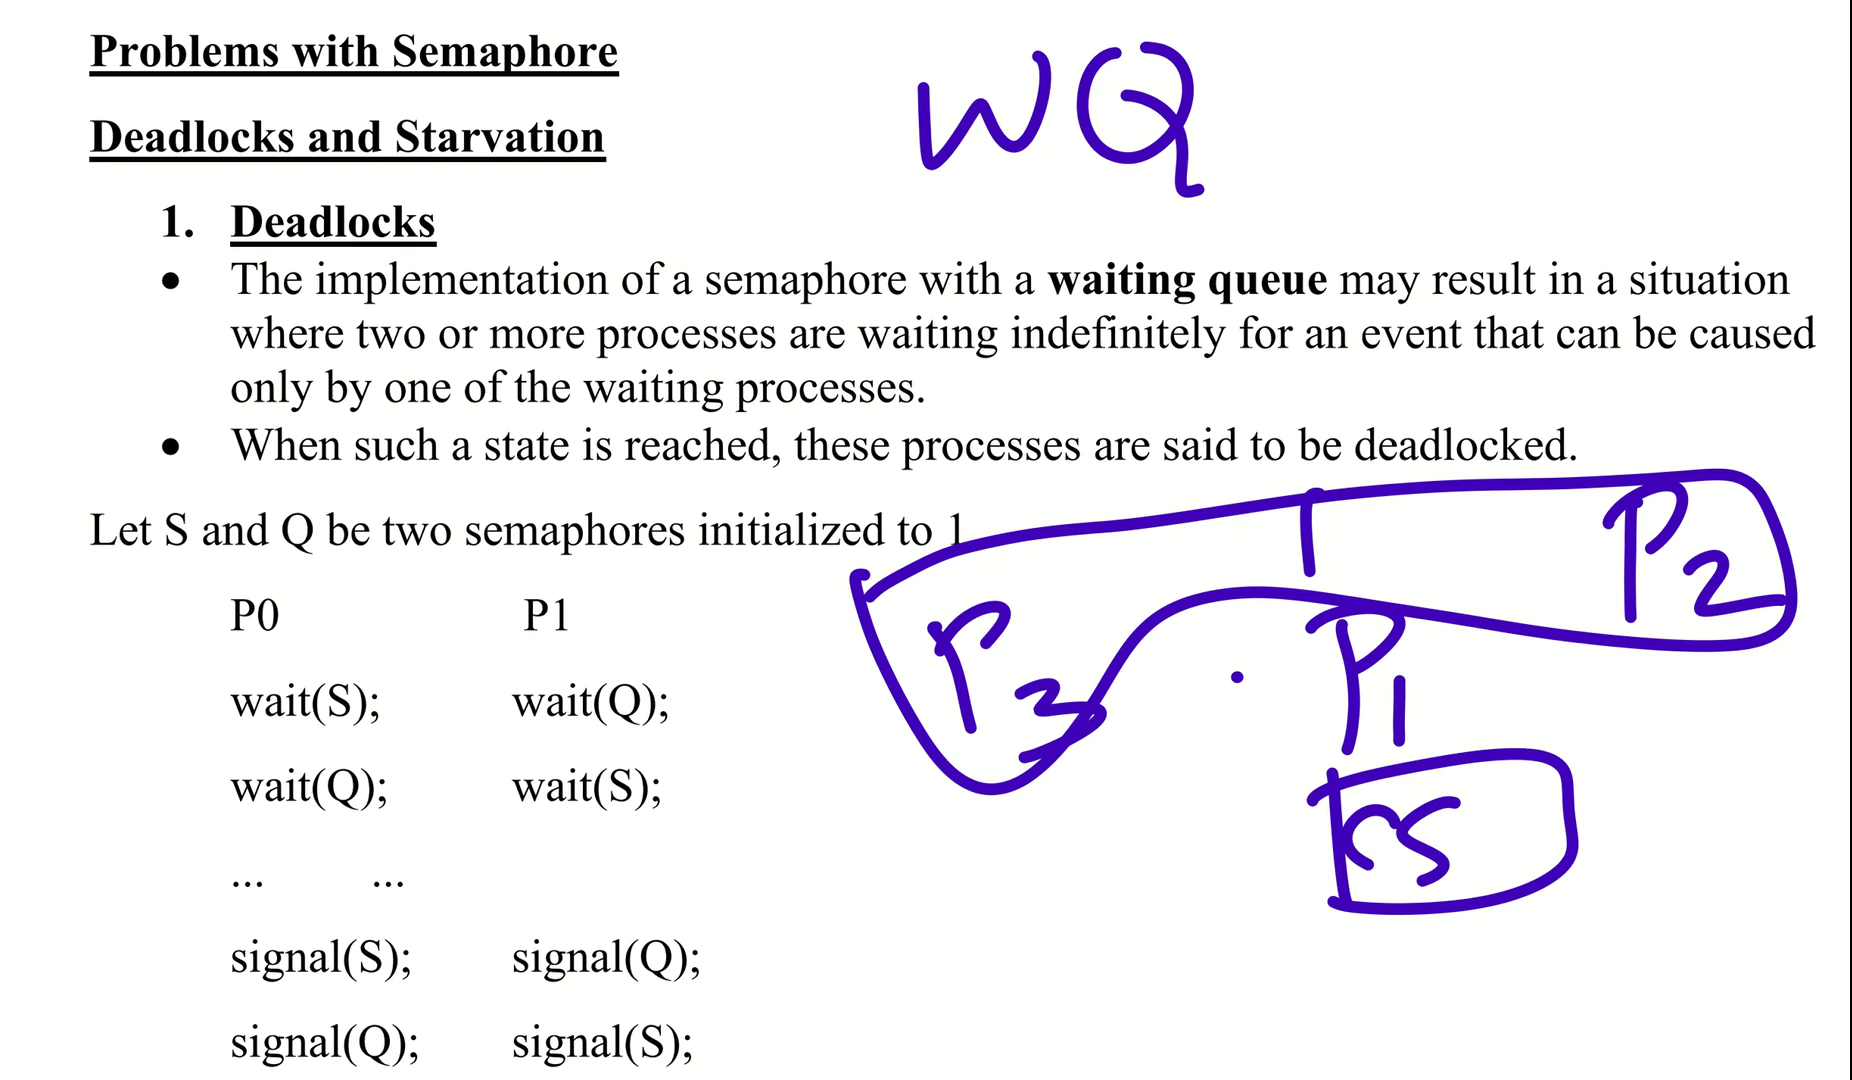 Problems with Semaphore
WQ
Deadlocks and Starvation
1. Deadlocks
• The implementation of a semaphore with a waiting queue may result in a situation
where two or more processes are waiting indefinitely for an event that can be caused
only by one of the waiting processes.
• When such a state is reached, these processes are said to be deadlocked.
Let S and Q be two semaphores initialized to 1
P2
P3
P1
CS
P0 P1
wait(S); wait(Q);
wait(Q); wait(S);
... ...
signal(S); signal(Q);
signal(Q); signal(S);